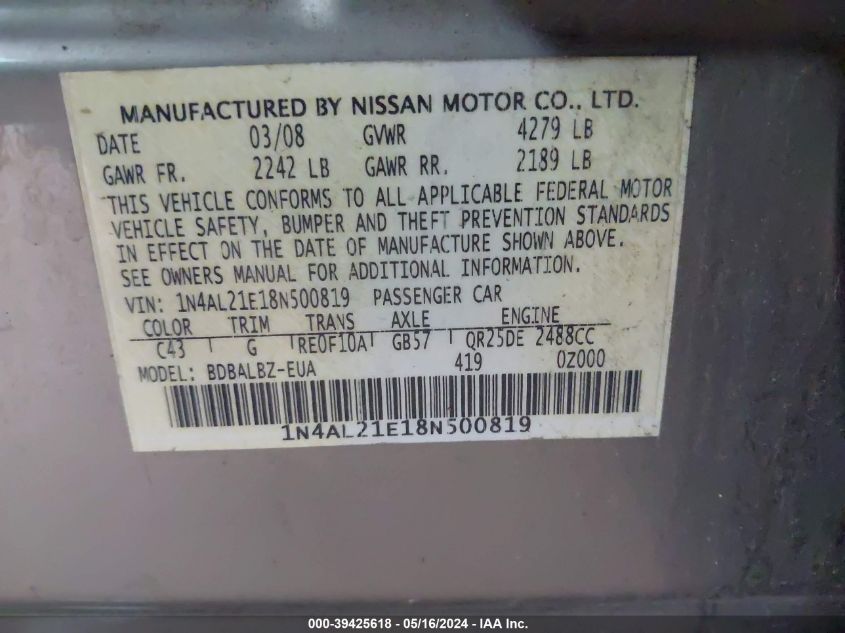 MANUFACTURED BY NISSAN MOTOR CO., LTD.
DATE 03/08 GVWR 4279 LB
GAWR FR. 2242 LB GAWR RR. 2189 LB
THIS VEHICLE CONFORMS TO ALL APPLICABLE FEDERAL MOTOR
VEHICLE SAFETY, BUMPER AND THEFT PREVENTION STANDARDS
IN EFFECT ON THE DATE OF MANUFACTURE SHOWN ABOVE.
SEE OWNERS MANUAL FOR ADDITIONAL INFORMATION.
VIN: 1N4AL21E18N500819 PASSENGER CAR
COLOR TRIM TRANS AXLE ENGINE
C43 G RE0F10A GB57 QR25DE 2488CC
MODEL: BDBALBZ-EUA 419 0Z000
1N4AL21E18N500819
000-39425618 - 05/16/2024 - IAA Inc.